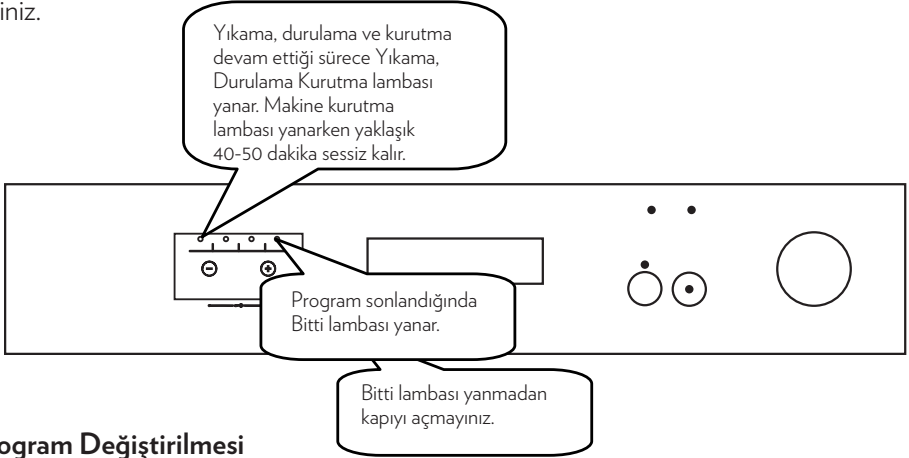 iniz.
Yıkama, durulama ve kurutma
devam ettiği sürece Yıkama,
Durulama Kurutma lambası
yanar. Makine kurutma
lambası yanarken yaklaşık
40-50 dakika sessiz kalır.
Program sonlandığında
Bitti lambası yanar.
Bitti lambası yanmadan
kapıyı açmayınız.
ogram Değiştirilmesi